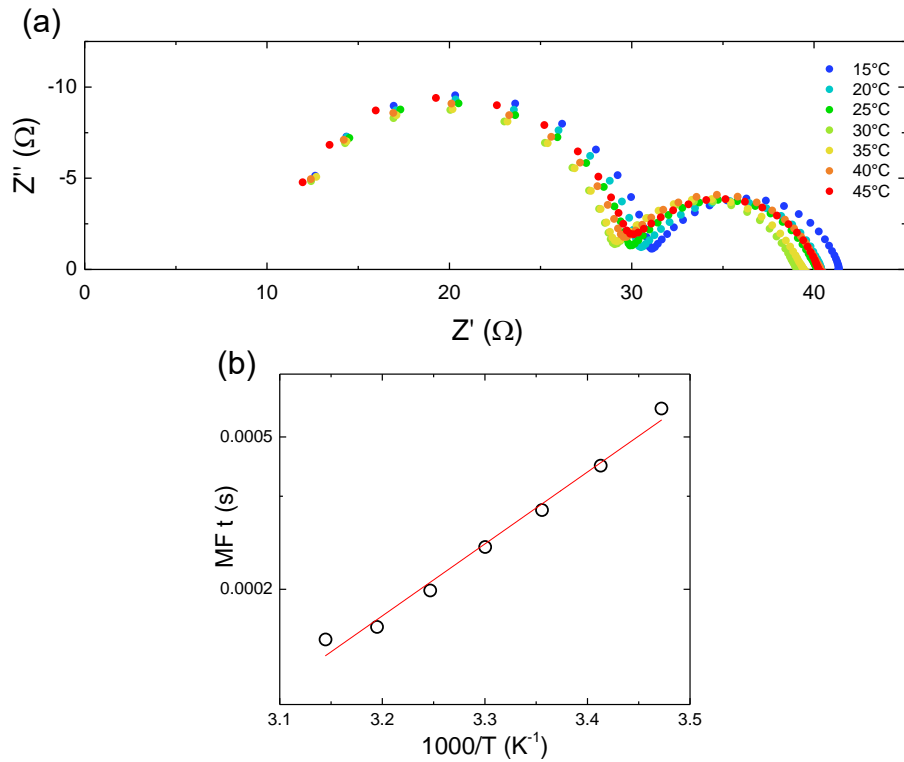 (a)
-10
-5
0
Z'' (Ω)
0
10
20
30
40
Z' (Ω)
15°C
20°C
25°C
30°C
35°C
40°C
45°C
(b)
0.0005
0.0002
MF t (s)
3.1
3.2
3.3
3.4
3.5
1000/T (K⁻¹)